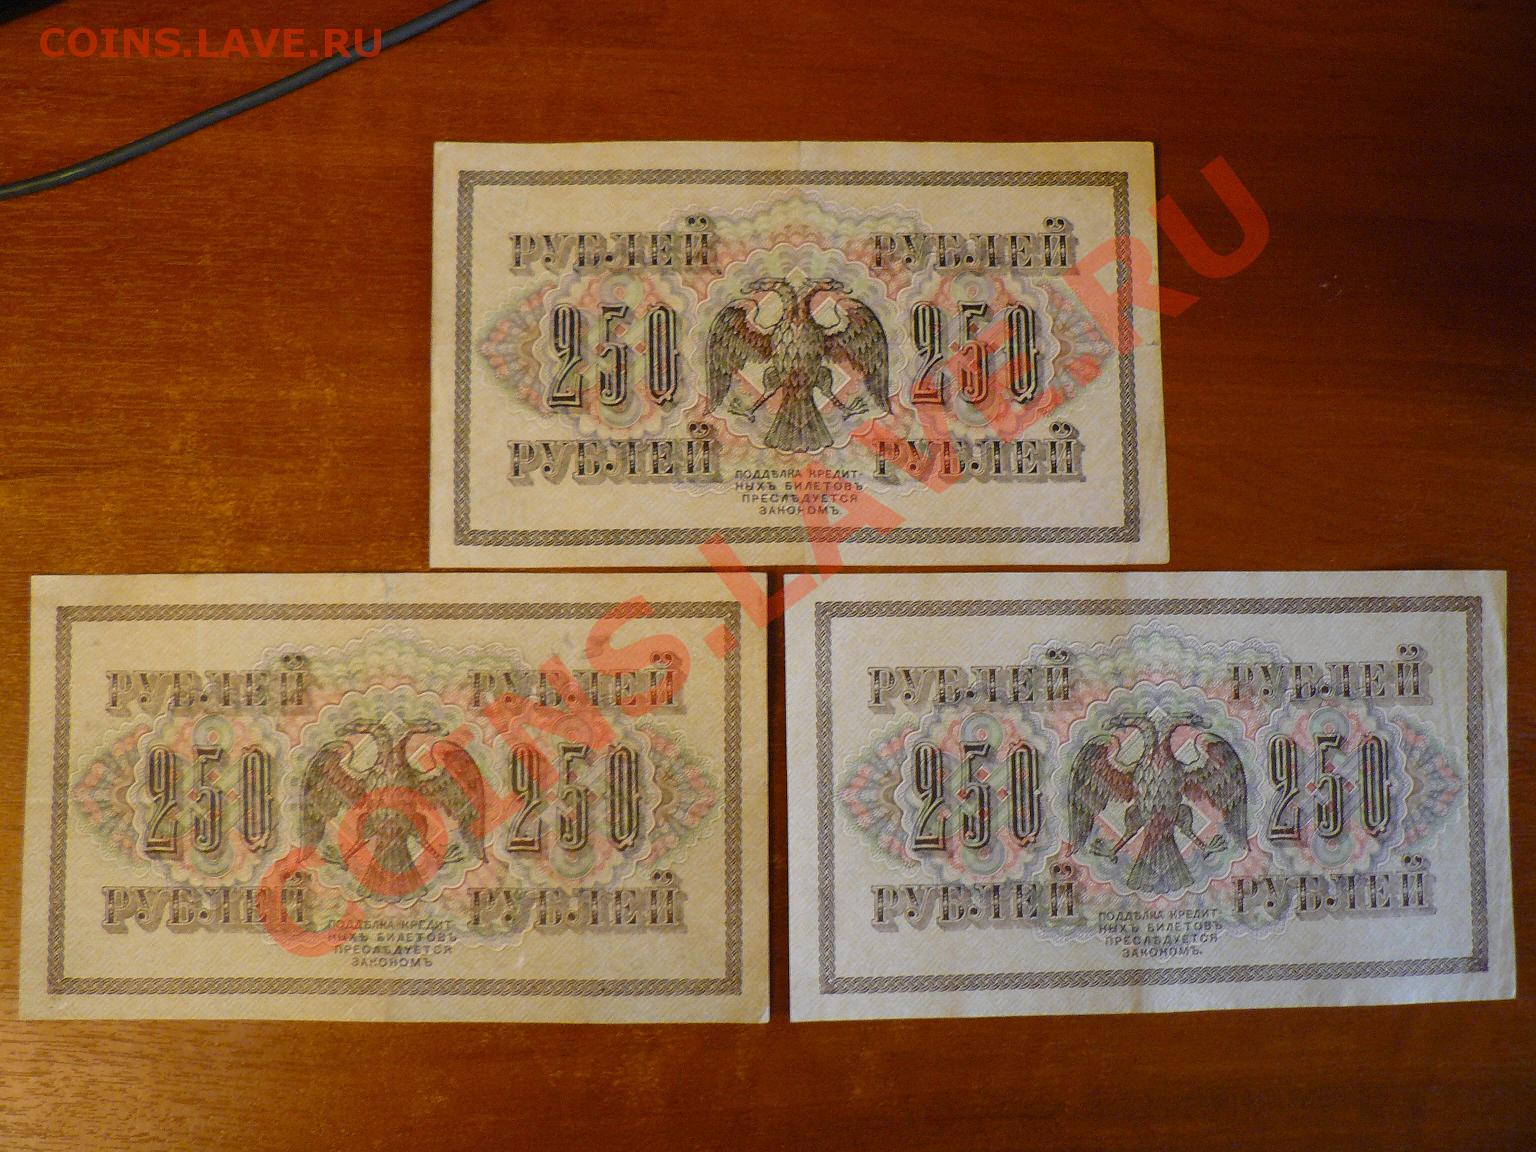 COINS.LAVE.RU
РУБЛЕЙ РУБЛЕЙ
250 250
РУБЛЕЙ РУБЛЕЙ
ПОДДѢЛКА КРЕДИТ-
НЫХЪ БИЛЕТОВЪ
ПРЕСЛѢДУЕТСЯ
ЗАКОНОМЪ.
COINS.LAVE.RU
РУБЛЕЙ РУБЛЕЙ
250 250
РУБЛЕЙ РУБЛЕЙ
ПОДДѢЛКА КРЕДИТ-
НЫХЪ БИЛЕТОВЪ
ПРЕСЛѢДУЕТСЯ
ЗАКОНОМЪ
РУБЛЕЙ РУБЛЕЙ
250 250
РУБЛЕЙ РУБЛЕЙ
ПОДДѢЛКА КРЕДИТ-
НЫХЪ БИЛЕТОВЪ
ПРЕСЛѢДУЕТСЯ
ЗАКОНОМЪ.